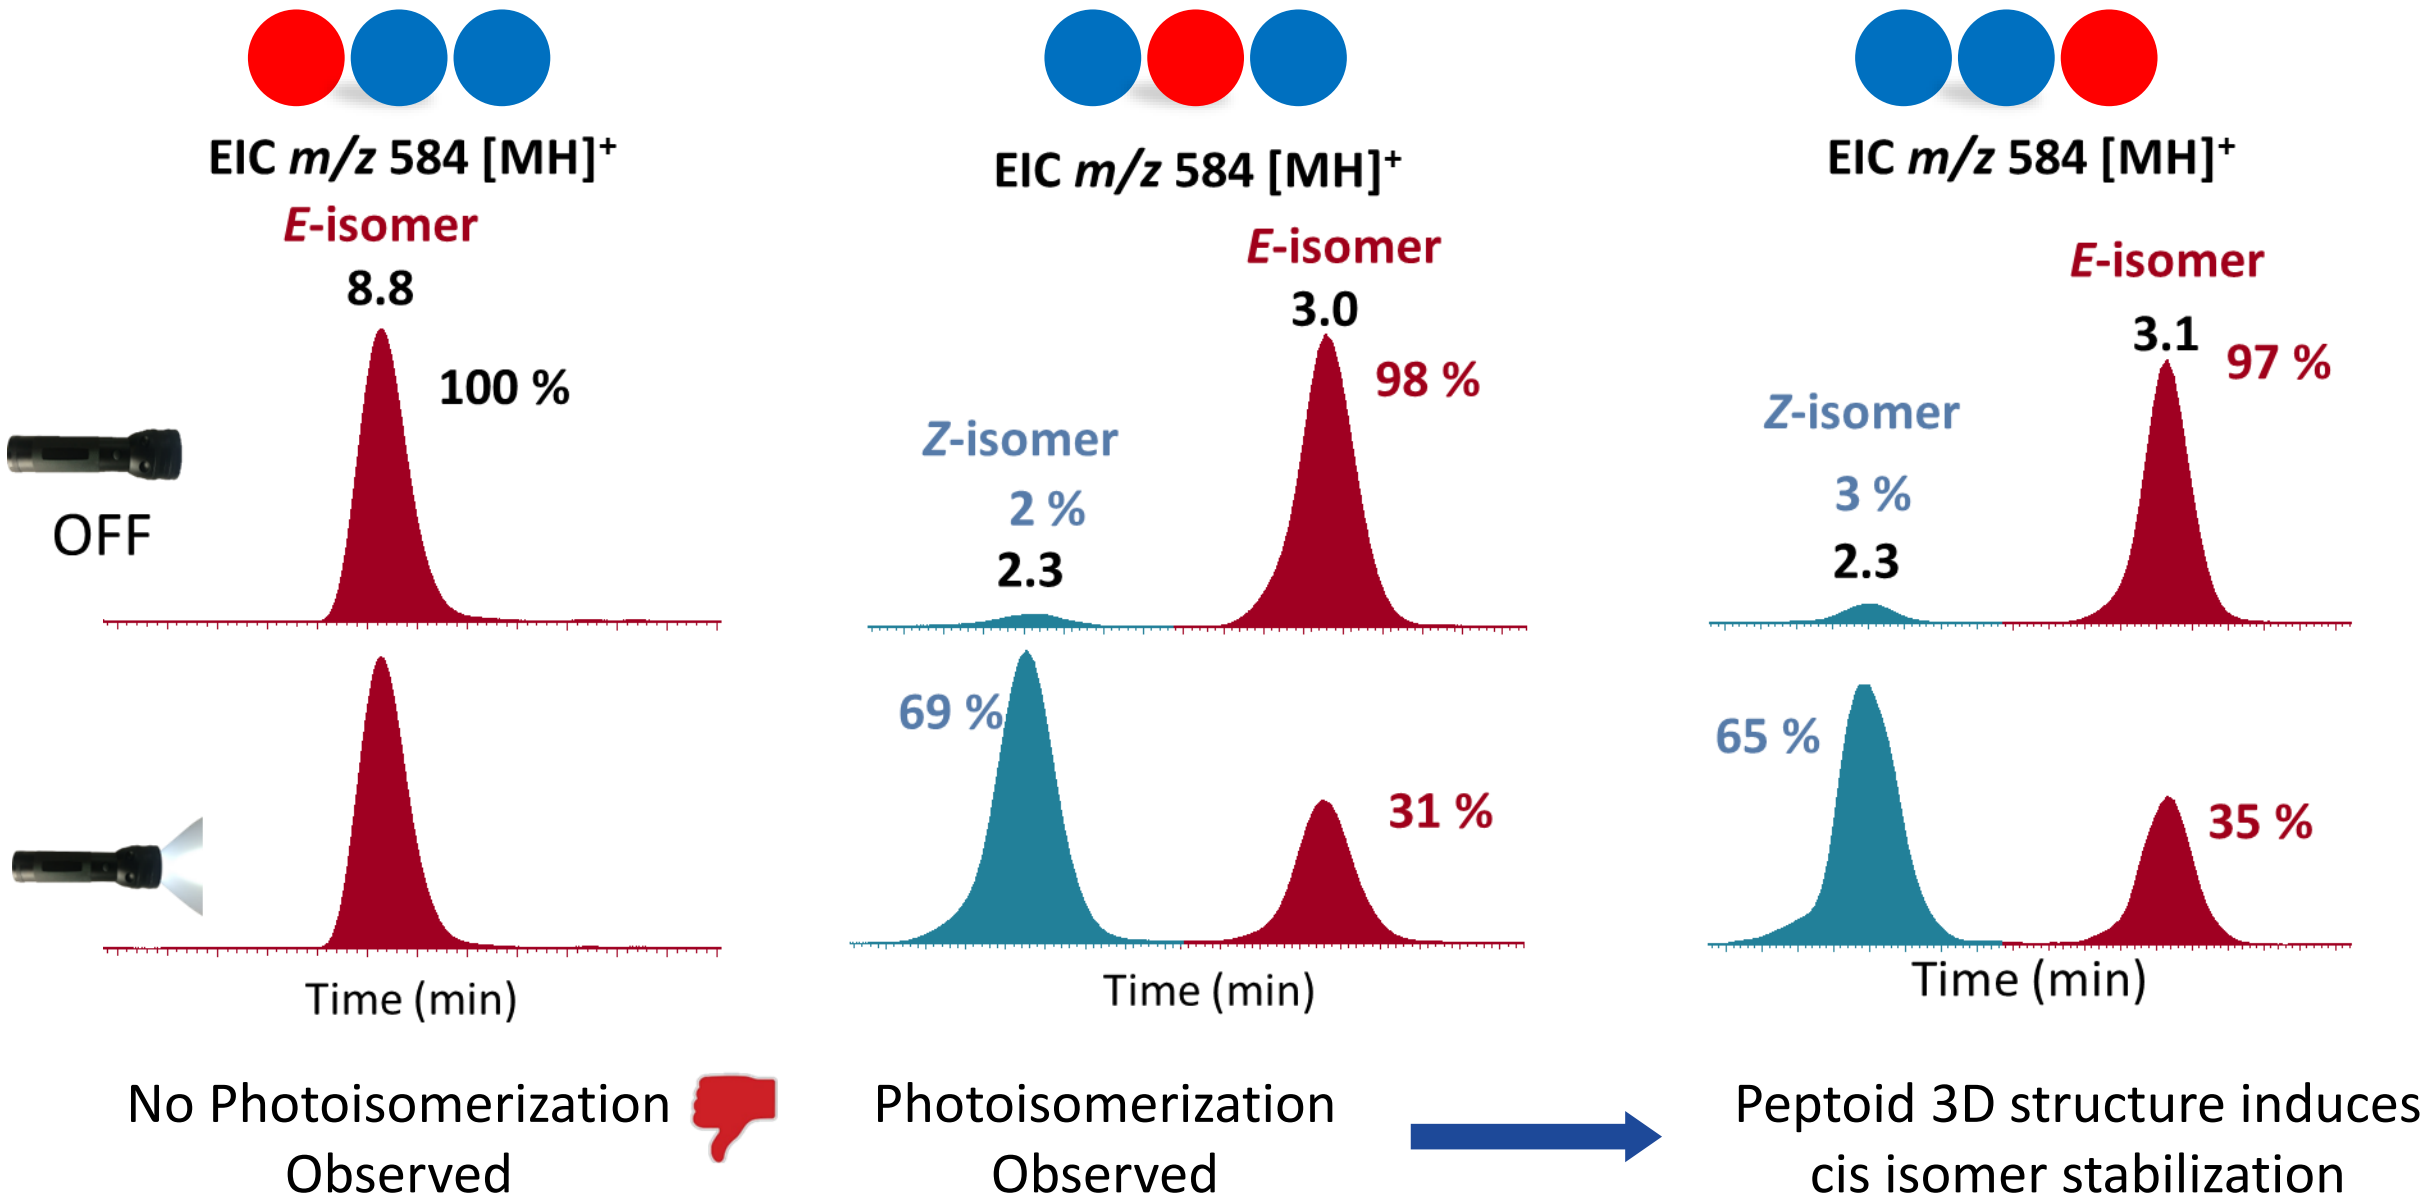 EIC m/z 584 [MH]+
E-isomer
8.8
100 %
OFF
Time (min)
No Photoisomerization
Observed
EIC m/z 584 [MH]+
E-isomer
3.0
98 %
Z-isomer
2 %
2.3
69 %
31 %
Time (min)
Photoisomerization
Observed
EIC m/z 584 [MH]+
E-isomer
3.1
97 %
Z-isomer
3 %
2.3
65 %
35 %
Time (min)
Peptoid 3D structure induces
cis isomer stabilization